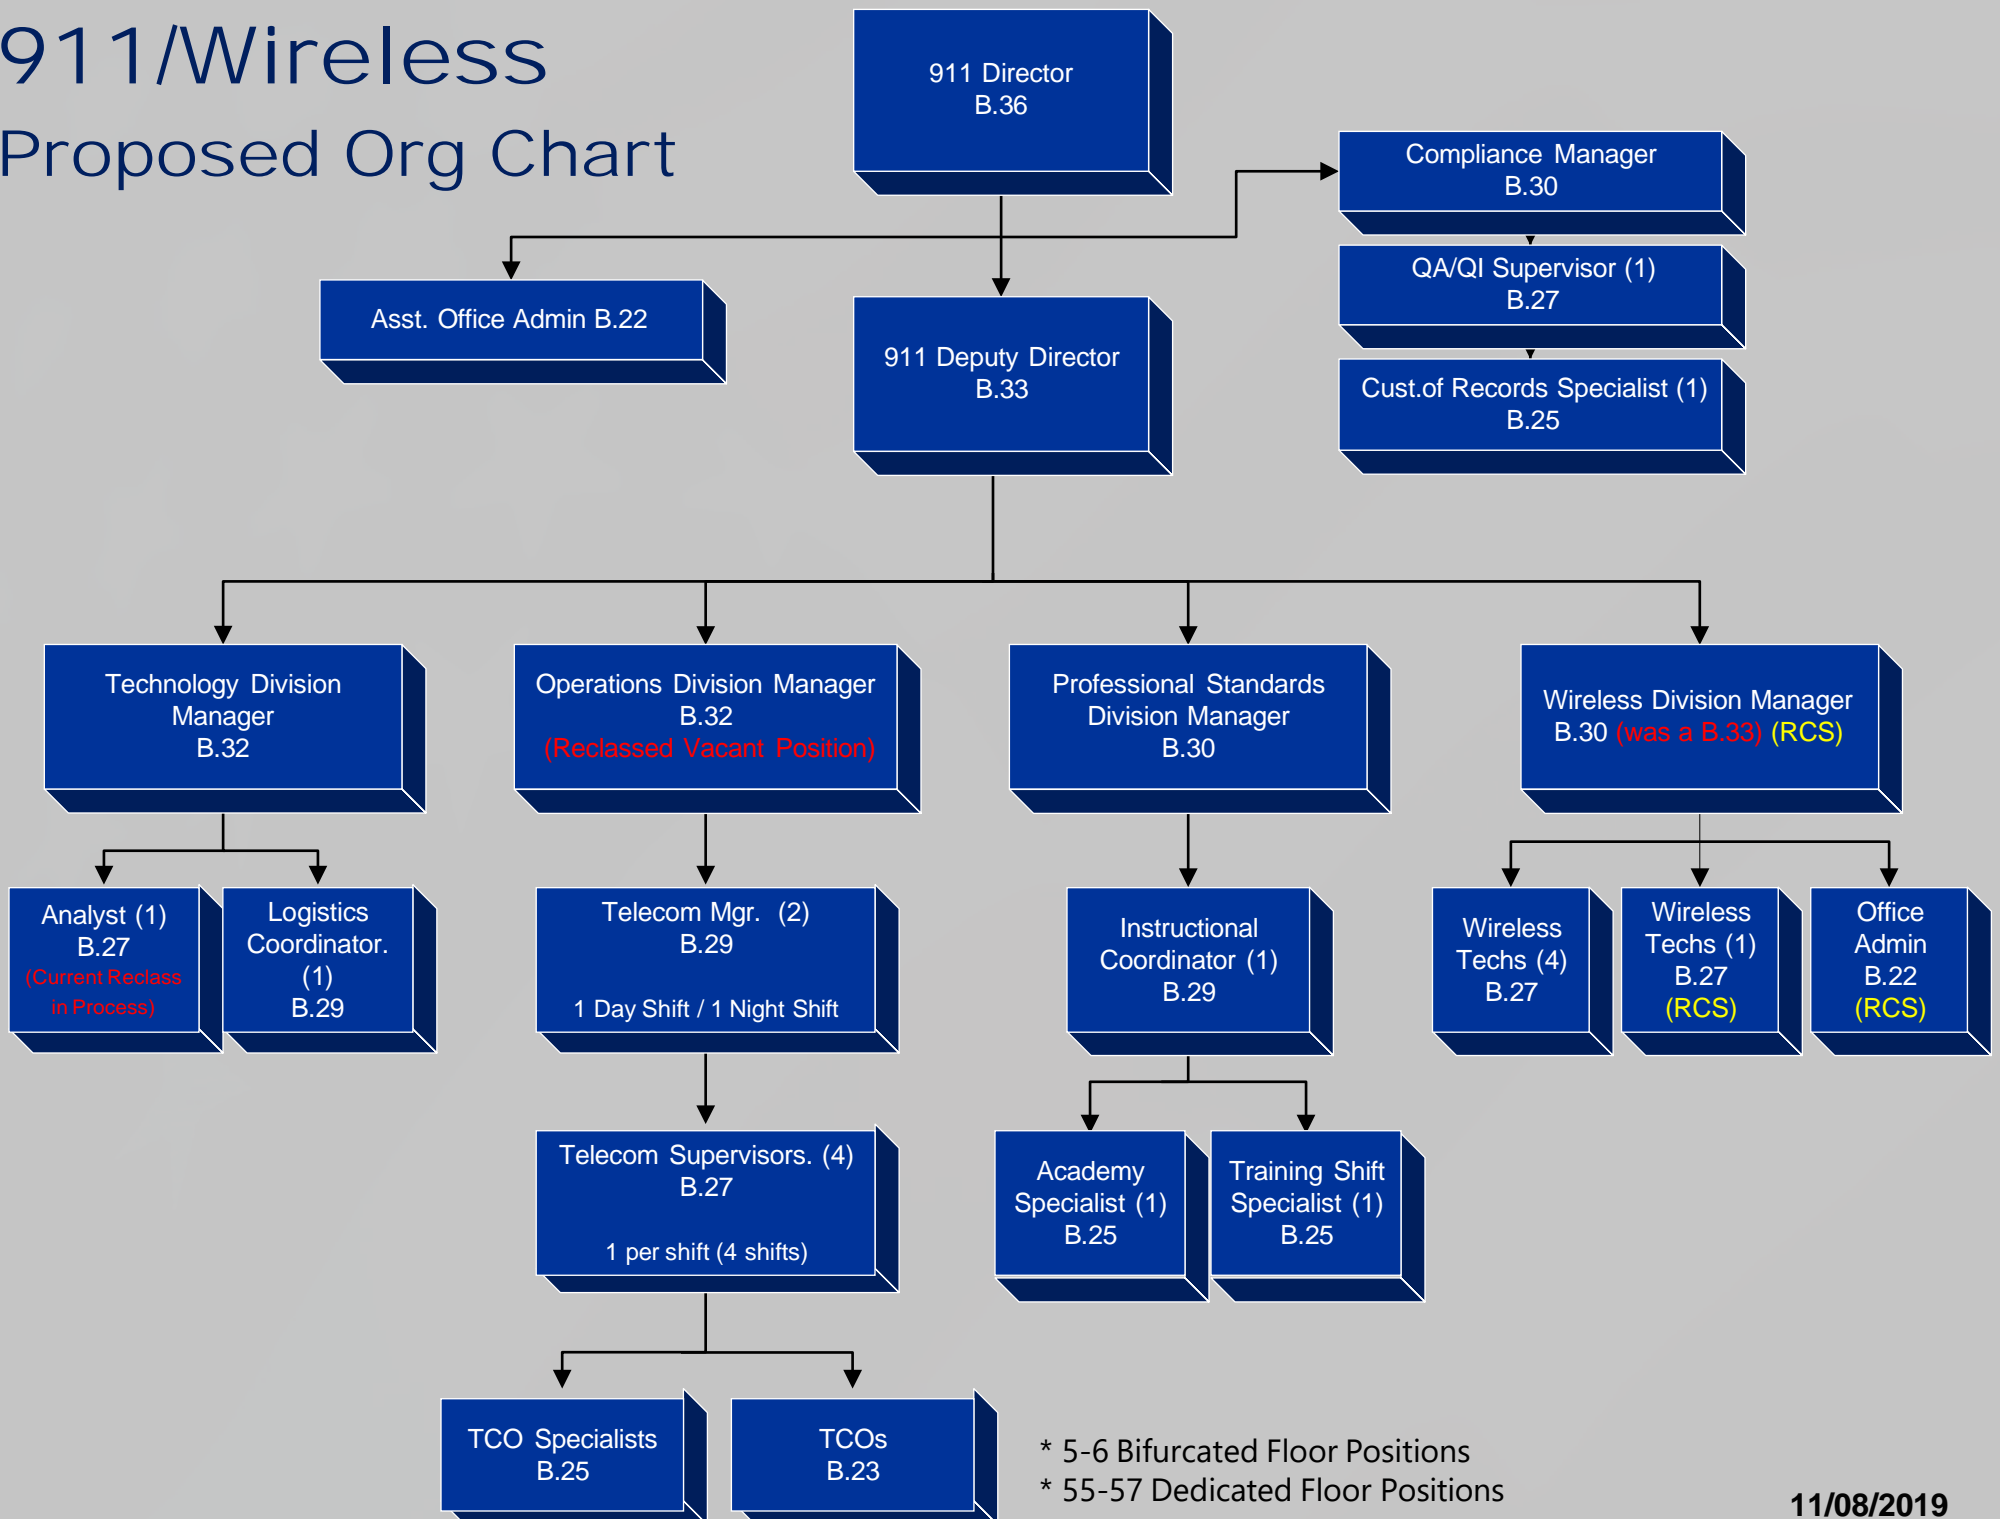 911/Wireless
Proposed Org Chart
911 Director
B.36
Compliance Manager
B.30
QA/QI Supervisor (1)
B.27
Cust.of Records Specialist (1)
B.25
Asst. Office Admin B.22
911 Deputy Director
B.33
Technology Division
Manager
B.32
Operations Division Manager
B.32
(Reclassed Vacant Position)
Professional Standards
Division Manager
B.30
Wireless Division Manager
B.30 (was a B.33) (RCS)
Analyst (1)
B.27
(Current Reclass
in Process)
Logistics
Coordinator.
(1)
B.29
Telecom Mgr. (2)
B.29
1 Day Shift / 1 Night Shift
Instructional
Coordinator (1)
B.29
Wireless
Techs (4)
B.27
Wireless
Techs (1)
B.27
(RCS)
Office
Admin
B.22
(RCS)
Telecom Supervisors. (4)
B.27
1 per shift (4 shifts)
Academy
Specialist (1)
B.25
Training Shift
Specialist (1)
B.25
TCO Specialists
B.25
TCOs
B.23
* 5-6 Bifurcated Floor Positions
* 55-57 Dedicated Floor Positions
11/08/2019